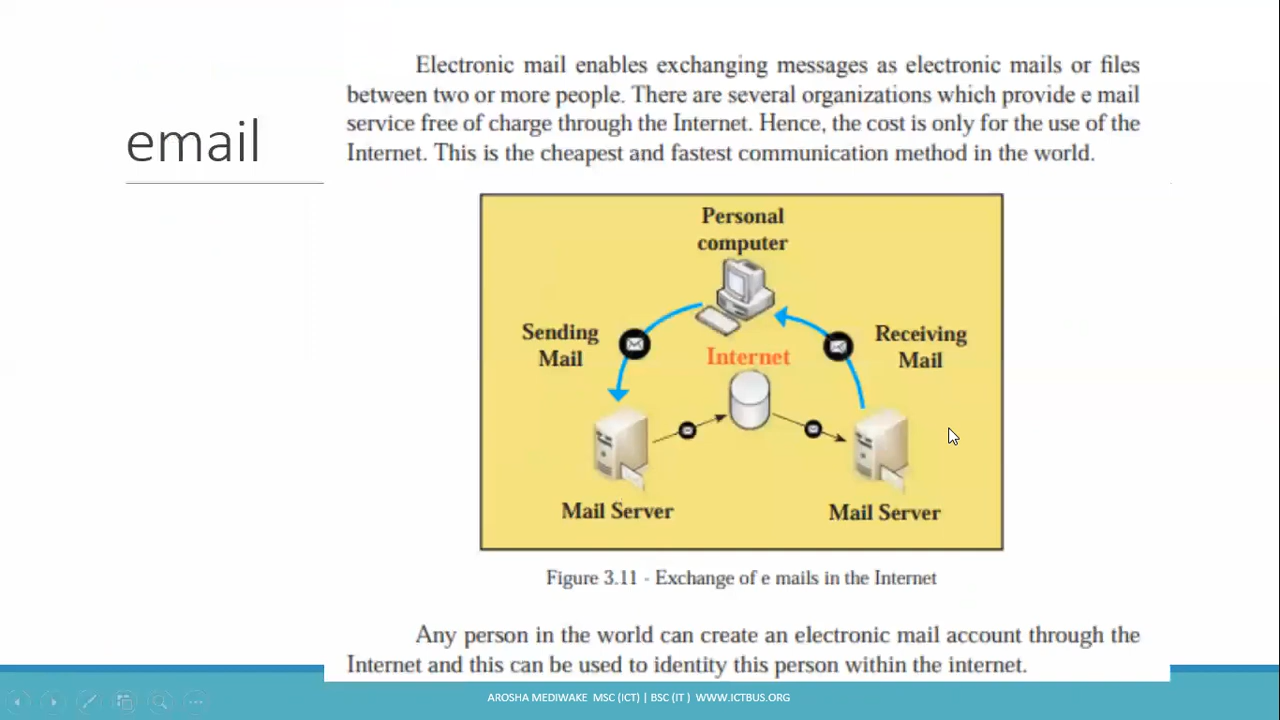 email
Electronic mail enables exchanging messages as electronic mails or files
between two or more people. There are several organizations which provide e mail
service free of charge through the Internet. Hence, the cost is only for the use of the
Internet. This is the cheapest and fastest communication method in the world.
Personal
computer
Sending
Mail
Receiving
Mail
Internet
Mail Server
Mail Server
Figure 3.11 - Exchange of e mails in the Internet
Any person in the world can create an electronic mail account through the
Internet and this can be used to identity this person within the internet.
AROSHA MEDIWAKE MSC (ICT) | BSC (IT ) WWW.ICTBUS.ORG